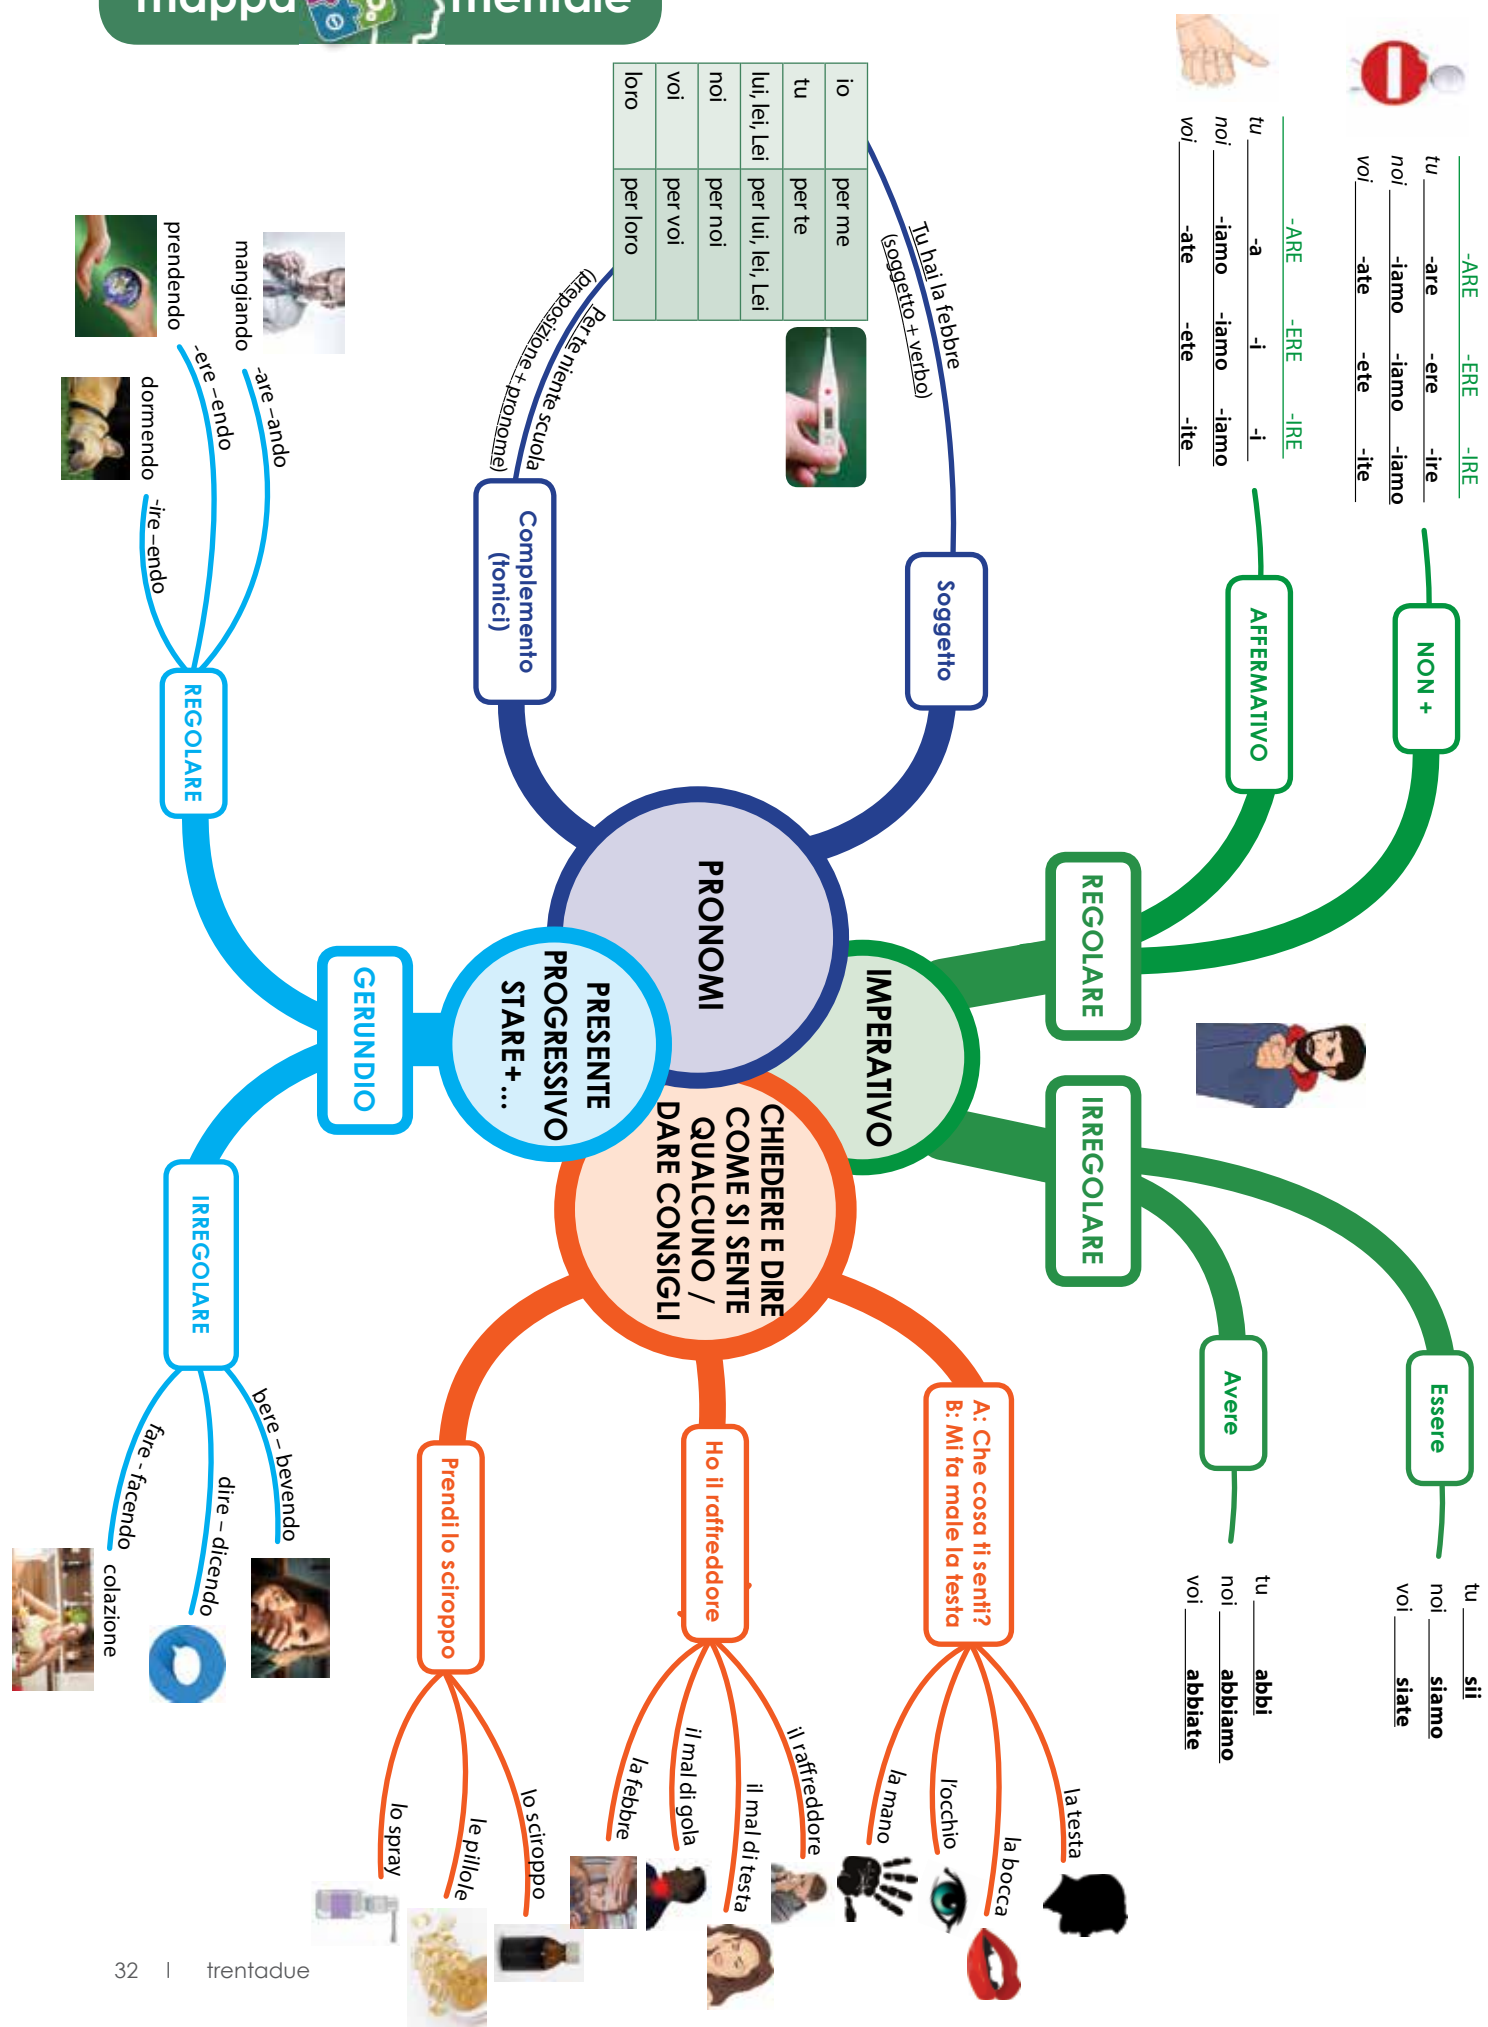 mappa mentale
-ARE -ERE -IRE
tu -are -ere -ire
noi -iamo -iamo -iamo
voi -ate -ete -ite
NON +
-ARE -ERE -IRE
tu -a -i -i
noi -iamo -iamo -iamo
voi -ate -ete -ite
AFFERMATIVO
REGOLARE
IMPERATIVO
IRREGOLARE
Essere
tu sii
noi siamo
voi siate
Avere
tu abbi
noi abbiamo
voi abbiate
PRONOMI
Soggetto
Tu hai la febbre
(soggetto + verbo)
io per me
tu per te
lui, lei, Lei per lui, lei, Lei
noi per noi
voi per voi
loro per loro
Per te niente scuola
(preposizione + pronome)
Complemento
(tonici)
CHIEDERE E DIRE
COME SI SENTE
QUALCUNO /
DARE CONSIGLI
A: Che cosa ti senti?
B: Mi fa male la testa
la testa
la bocca
l'occhio
la mano
Ho il raffreddore
il raffreddore
il mal di testa
il mal di gola
la febbre
Prendi lo sciroppo
lo sciroppo
le pillole
lo spray
PRESENTE
PROGRESSIVO
STARE+...
GERUNDIO
REGOLARE
mangiando -are –ando
prendendo -ere –endo
dormendo -ire –endo
IRREGOLARE
bere – bevendo
dire – dicendo
fare - facendo colazione
32 | trentadue